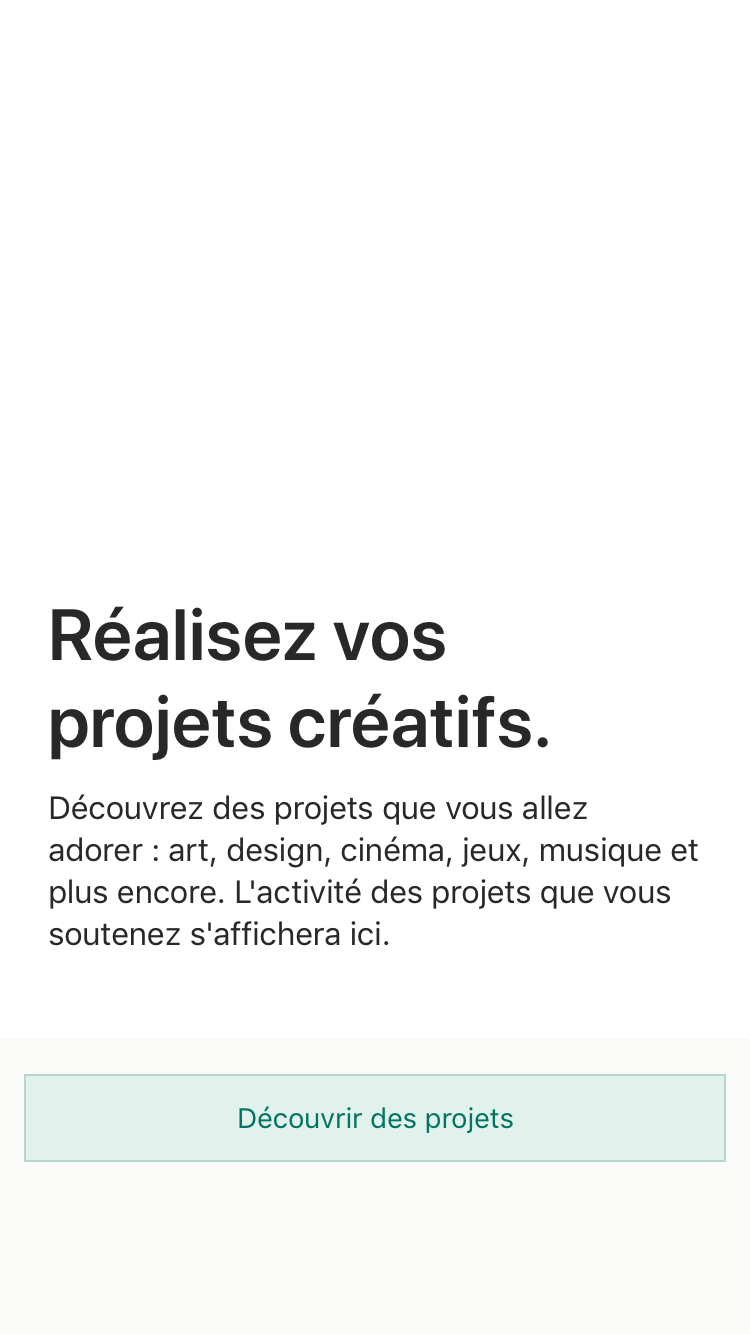 Réalisez vos
projets créatifs.
Découvrez des projets que vous allez
adorer : art, design, cinéma, jeux, musique et
plus encore. L'activité des projets que vous
soutenez s'affichera ici.
Découvrir des projets